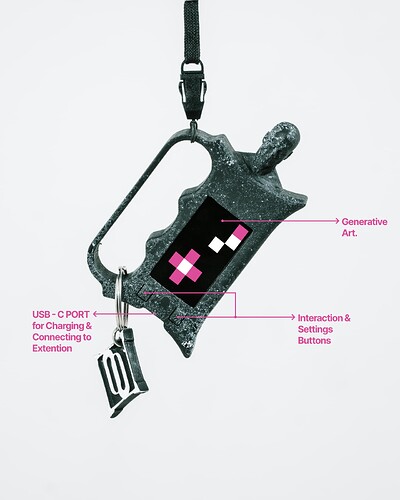 Generative
Art.
USB - C PORT
for Charging &
Connecting to
Extention
Interaction &
Settings
Buttons